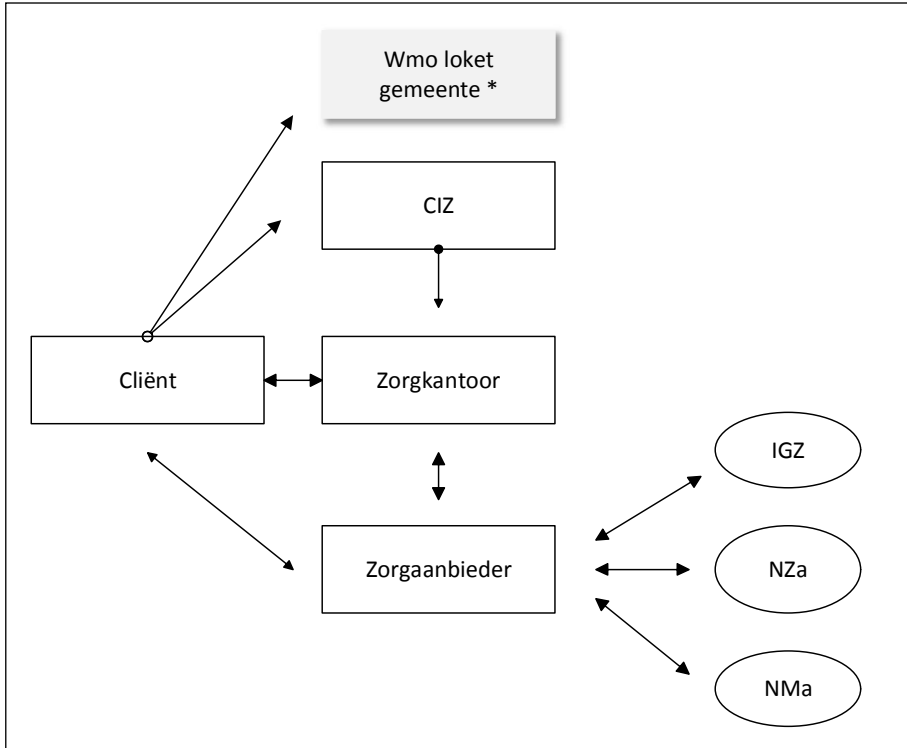 Wmo loket
gemeente *
CIZ
Cliënt
Zorgkantoor
IGZ
Zorgaanbieder
NZa
NMa